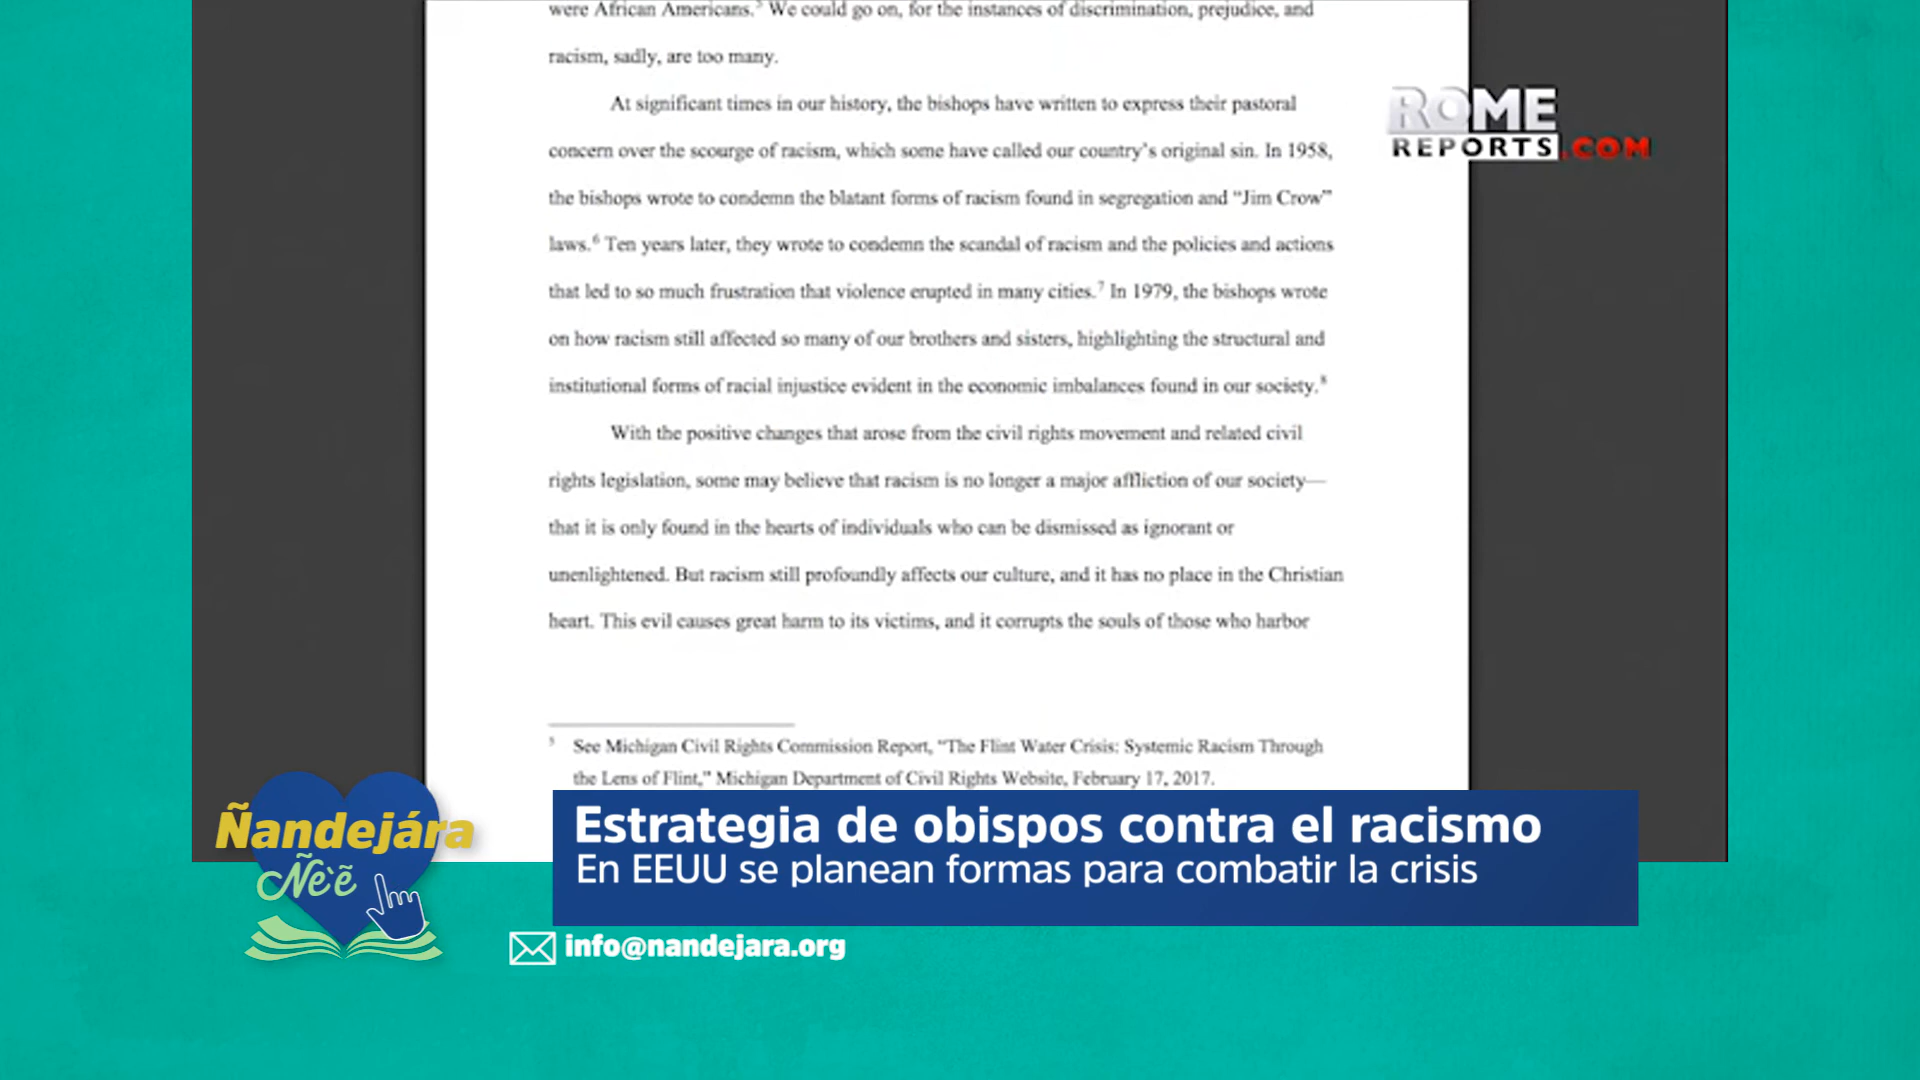 were African Americans.⁵ We could go on, for the instances of discrimination, prejudice, and
racism, sadly, are too many.
At significant times in our history, the bishops have written to express their pastoral
concern over the scourge of racism, which some have called our country's original sin. In 1958,
the bishops wrote to condemn the blatant forms of racism found in segregation and “Jim Crow”
laws.⁶ Ten years later, they wrote to condemn the scandal of racism and the policies and actions
that led to so much frustration that violence erupted in many cities.⁷ In 1979, the bishops wrote
on how racism still affected so many of our brothers and sisters, highlighting the structural and
institutional forms of racial injustice evident in the economic imbalances found in our society.⁸
With the positive changes that arose from the civil rights movement and related civil
rights legislation, some may believe that racism is no longer a major affliction of our society—
that it is only found in the hearts of individuals who can be dismissed as ignorant or
unenlightened. But racism still profoundly affects our culture, and it has no place in the Christian
heart. This evil causes great harm to its victims, and it corrupts the souls of those who harbor
⁵ See Michigan Civil Rights Commission Report, “The Flint Water Crisis: Systemic Racism Through
the Lens of Flint,” Michigan Department of Civil Rights Website, February 17, 2017.
ROME
REPORTS.COM
Ñandejára
Ñe'ẽ
Estrategia de obispos contra el racismo
En EEUU se planean formas para combatir la crisis
info@nandejara.org